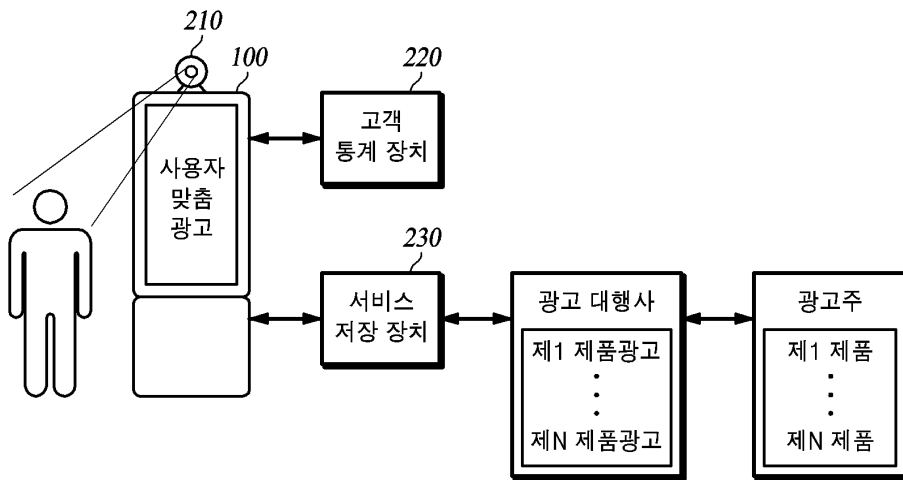 210
100
사용자
맞춤
광고
220
고객
통계 장치
230
서비스
저장 장치
광고 대행사
제1 제품광고
제N 제품광고
광고주
제1 제품
제N 제품